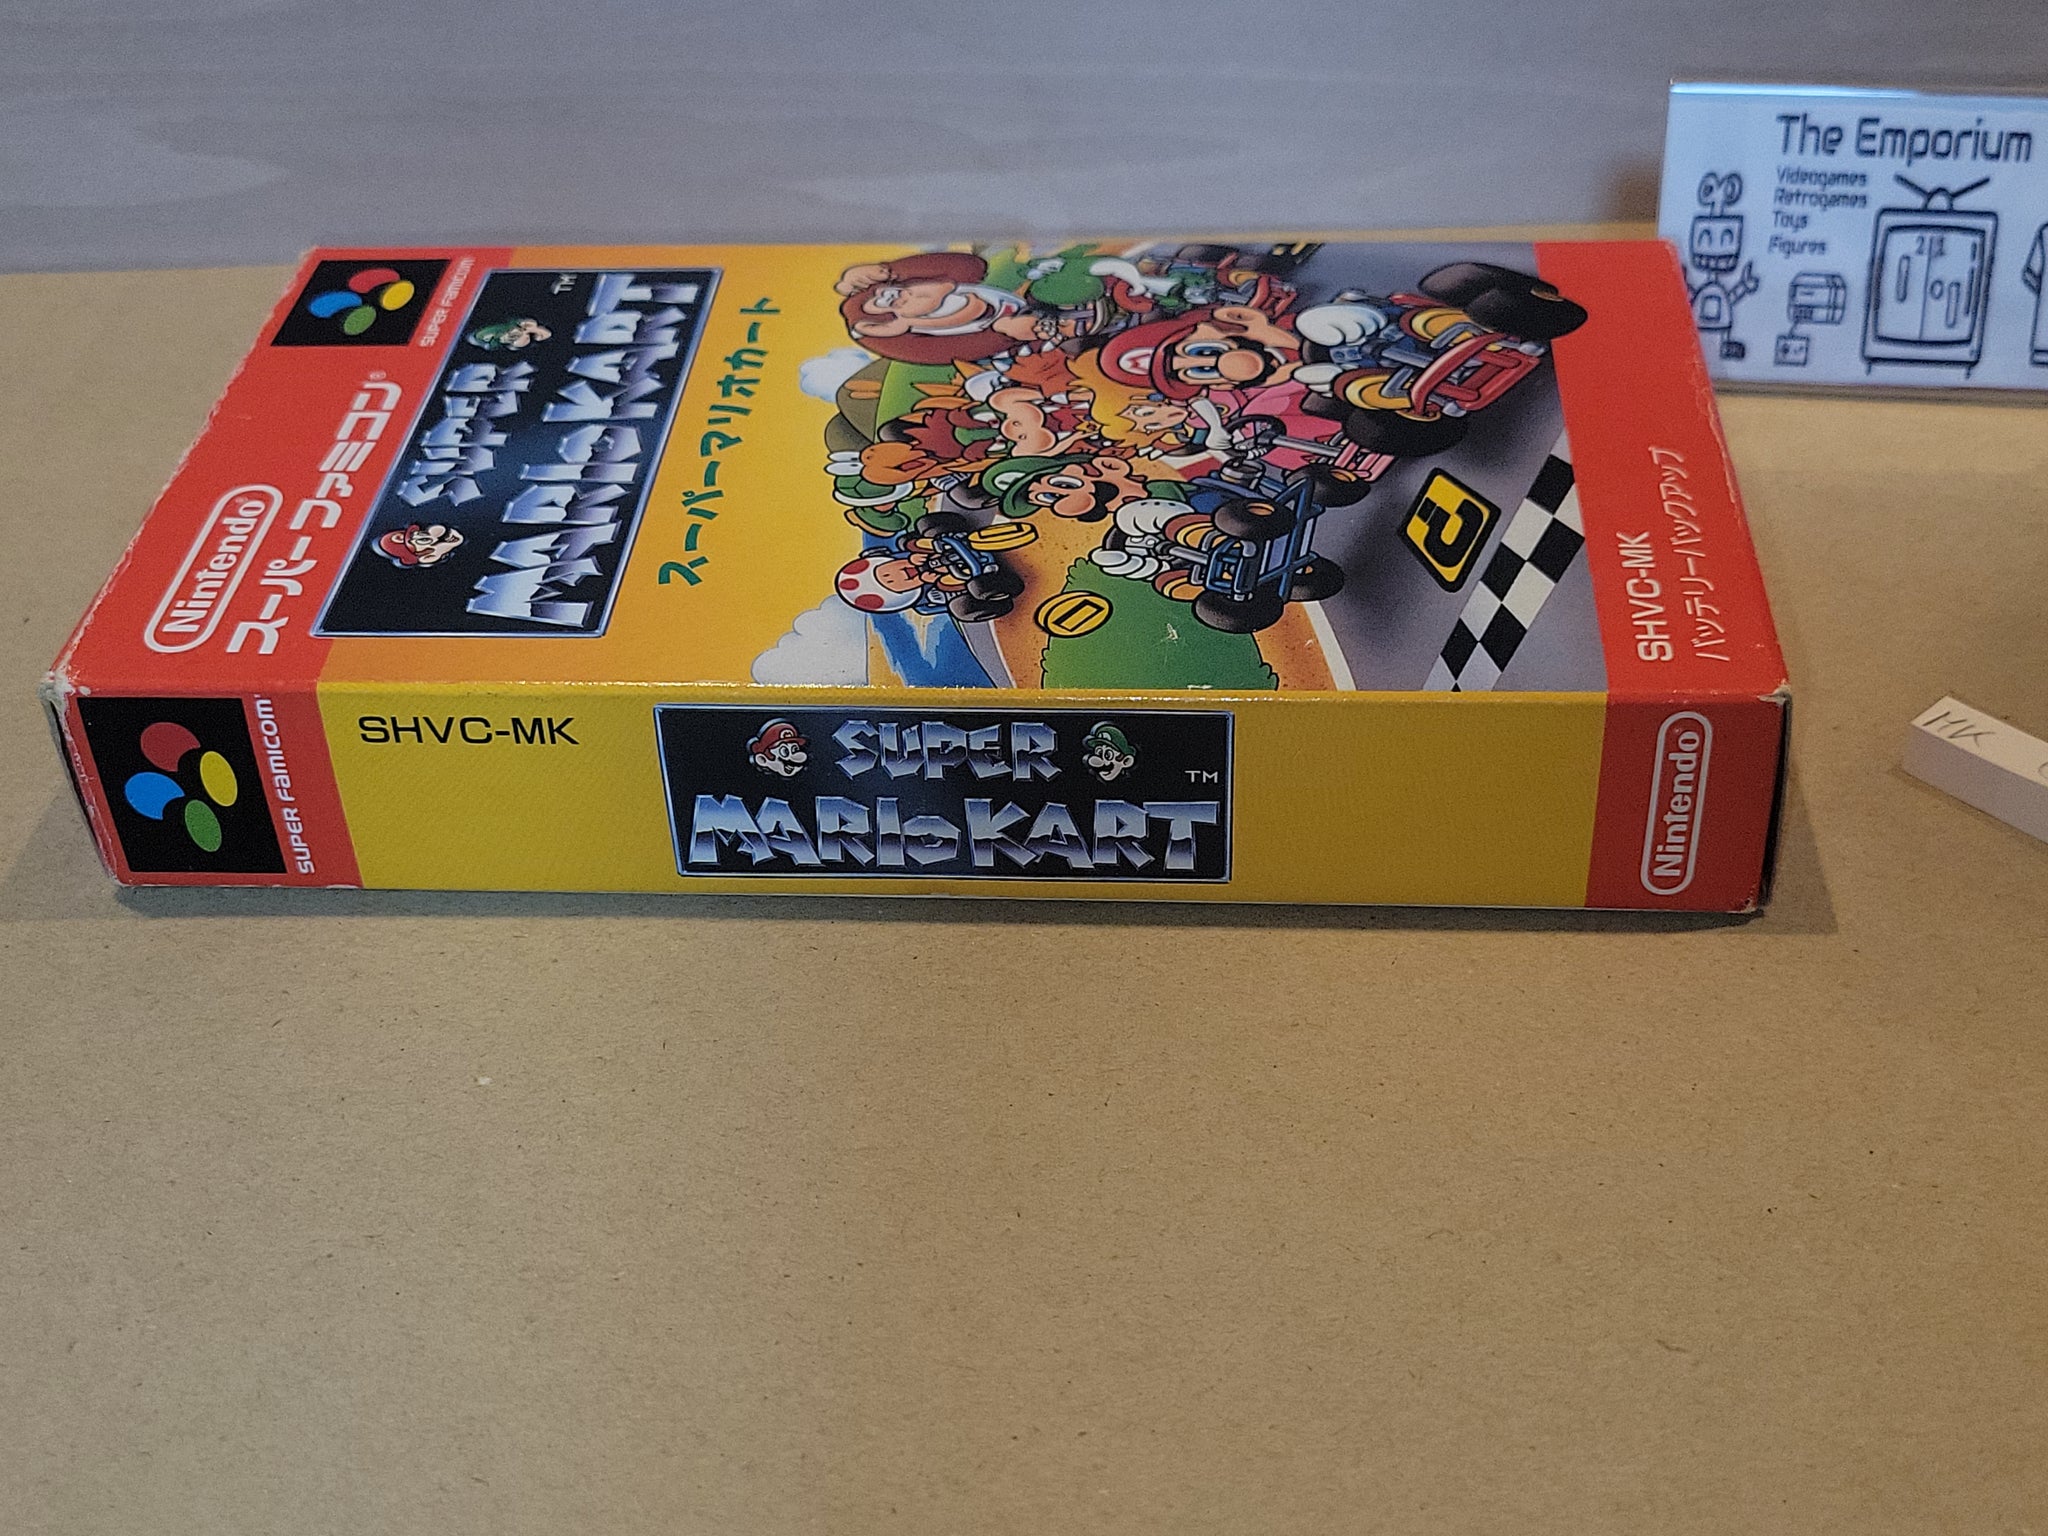 Nintendo®
スーパーファミコン®
SUPER FAMICOM
SUPER
MARIO KART
TM
スーパーマリオカート
SHVC-MK
バッテリーバックアップ
SUPER FAMICOM
SHVC-MK
SUPER
MARIO KART
TM
Nintendo®
The Emporium
Videogames
Retrogames
Toys
Figures
MK